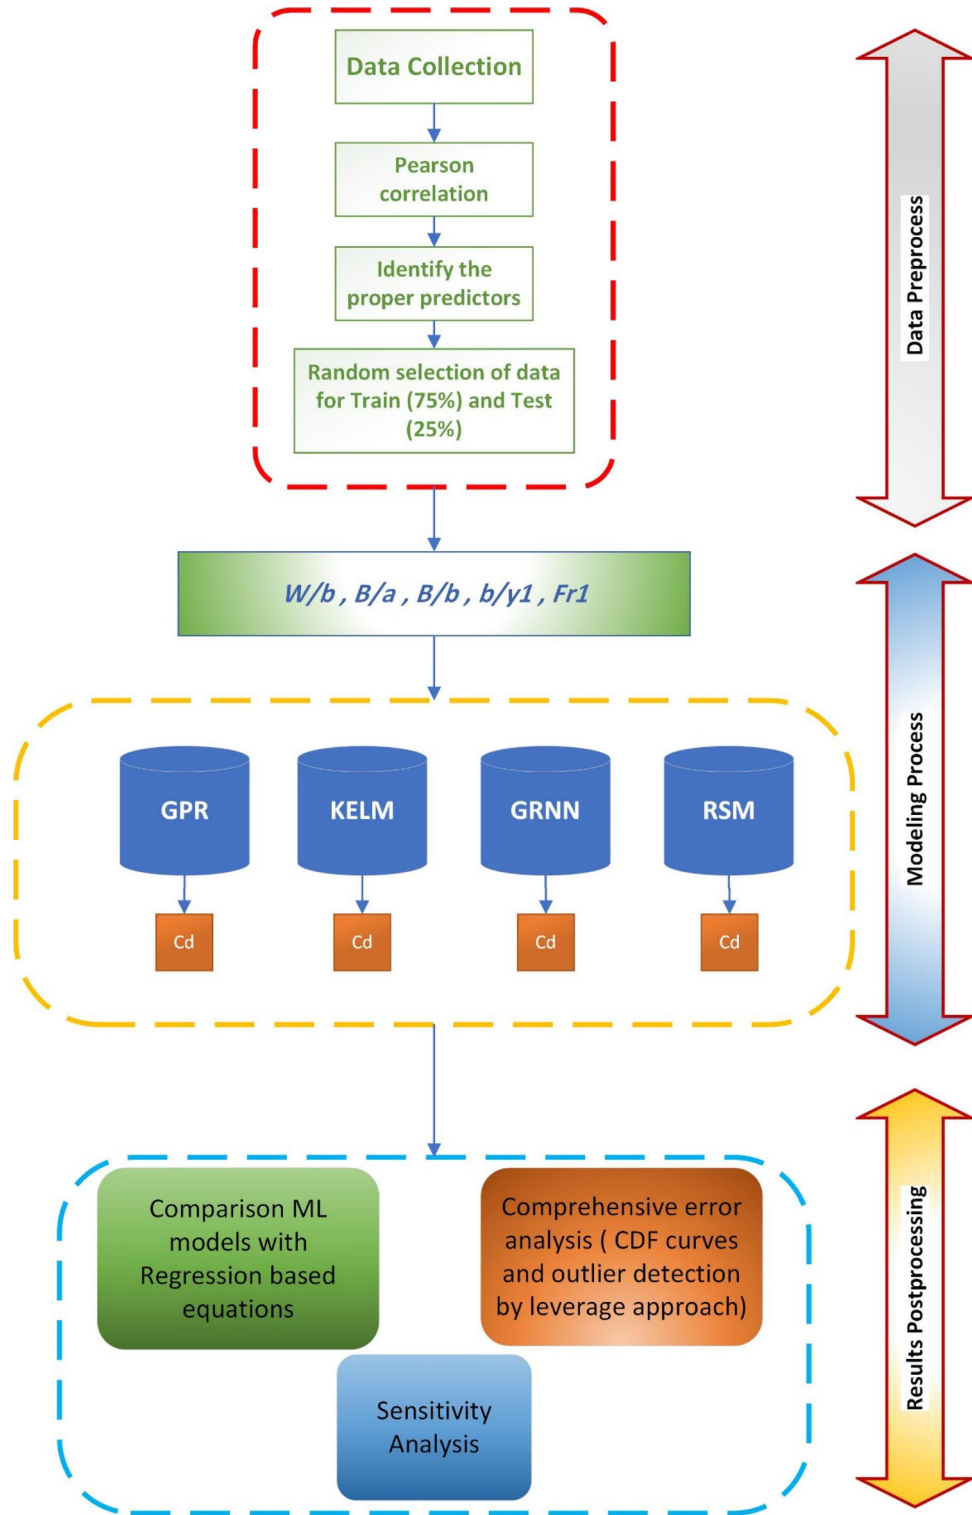 Data Collection
Pearson
correlation
Identify the
proper predictors
Random selection of data
for Train (75%) and Test
(25%)
Data Preprocess
W/b , B/a , B/b , b/y1 , Fr1
GPR
KELM
GRNN
RSM
Cd
Cd
Cd
Cd
Modeling Process
Comparison ML
models with
Regression based
equations
Comprehensive error
analysis ( CDF curves
and outlier detection
by leverage approach)
Sensitivity
Analysis
Results Postprocessing